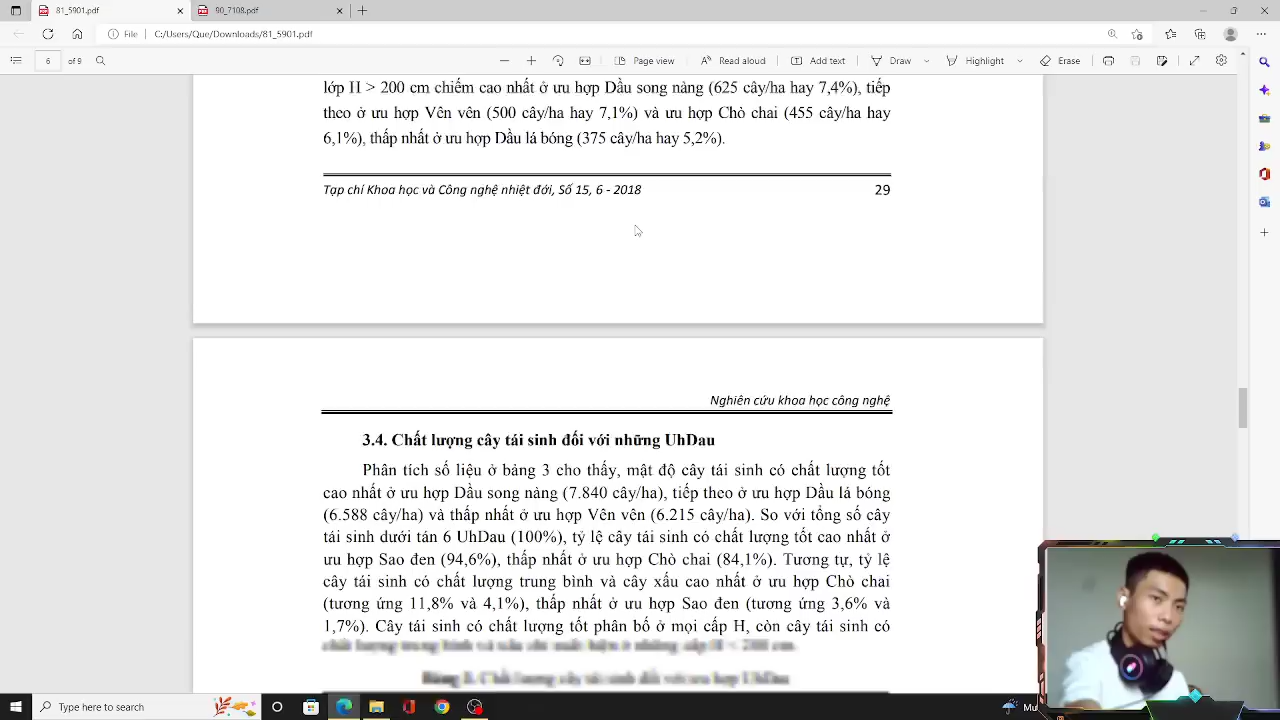 81_5901.pdf
90_7108.pdf
File C:/Users/Que/Downloads/81_5901.pdf
6 of 9
Page view
Read aloud
Add text
Draw
Highlight
Erase
lớp H > 200 cm chiếm cao nhất ở ưu hợp Dầu song nàng (625 cây/ha hay 7,4%), tiếp
theo ở ưu hợp Vên vên (500 cây/ha hay 7,1%) và ưu hợp Chò chai (455 cây/ha hay
6,1%), thấp nhất ở ưu hợp Dầu lá bóng (375 cây/ha hay 5,2%).
Tạp chí Khoa học và Công nghệ nhiệt đới, Số 15, 6 - 2018 29
Nghiên cứu khoa học công nghệ
3.4. Chất lượng cây tái sinh đối với những UhDau
Phân tích số liệu ở bảng 3 cho thấy, mật độ cây tái sinh có chất lượng tốt
cao nhất ở ưu hợp Dầu song nàng (7.840 cây/ha), tiếp theo ở ưu hợp Dầu lá bóng
(6.588 cây/ha) và thấp nhất ở ưu hợp Vên vên (6.215 cây/ha). So với tổng số cây
tái sinh dưới tán 6 UhDau (100%), tỷ lệ cây tái sinh có chất lượng tốt cao nhất ở
ưu hợp Sao đen (94,6%), thấp nhất ở ưu hợp Chò chai (84,1%). Tương tự, tỷ lệ
cây tái sinh có chất lượng trung bình và cây xấu cao nhất ở ưu hợp Chò chai
(tương ứng 11,8% và 4,1%), thấp nhất ở ưu hợp Sao đen (tương ứng 3,6% và
1,7%). Cây tái sinh có chất lượng tốt phân bố ở mọi cấp H, còn cây tái sinh có
Type here to search